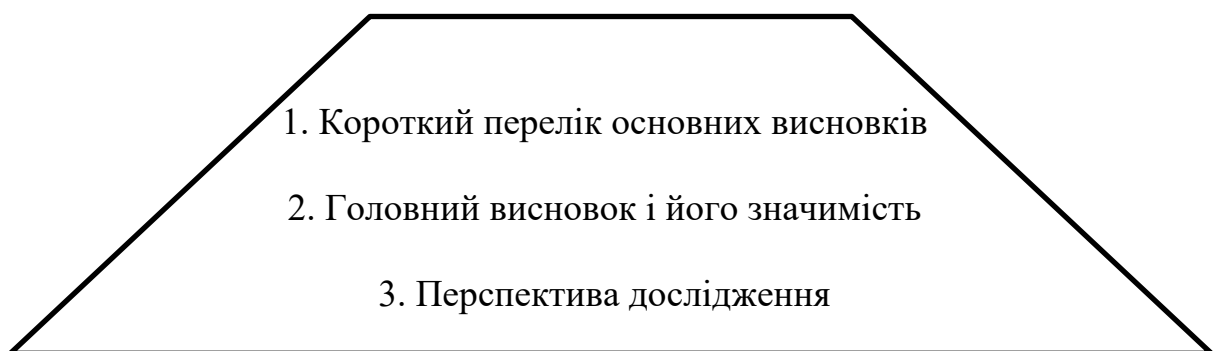 1. Короткий перелік основних висновків
2. Головний висновок і його значимість
3. Перспектива дослідження